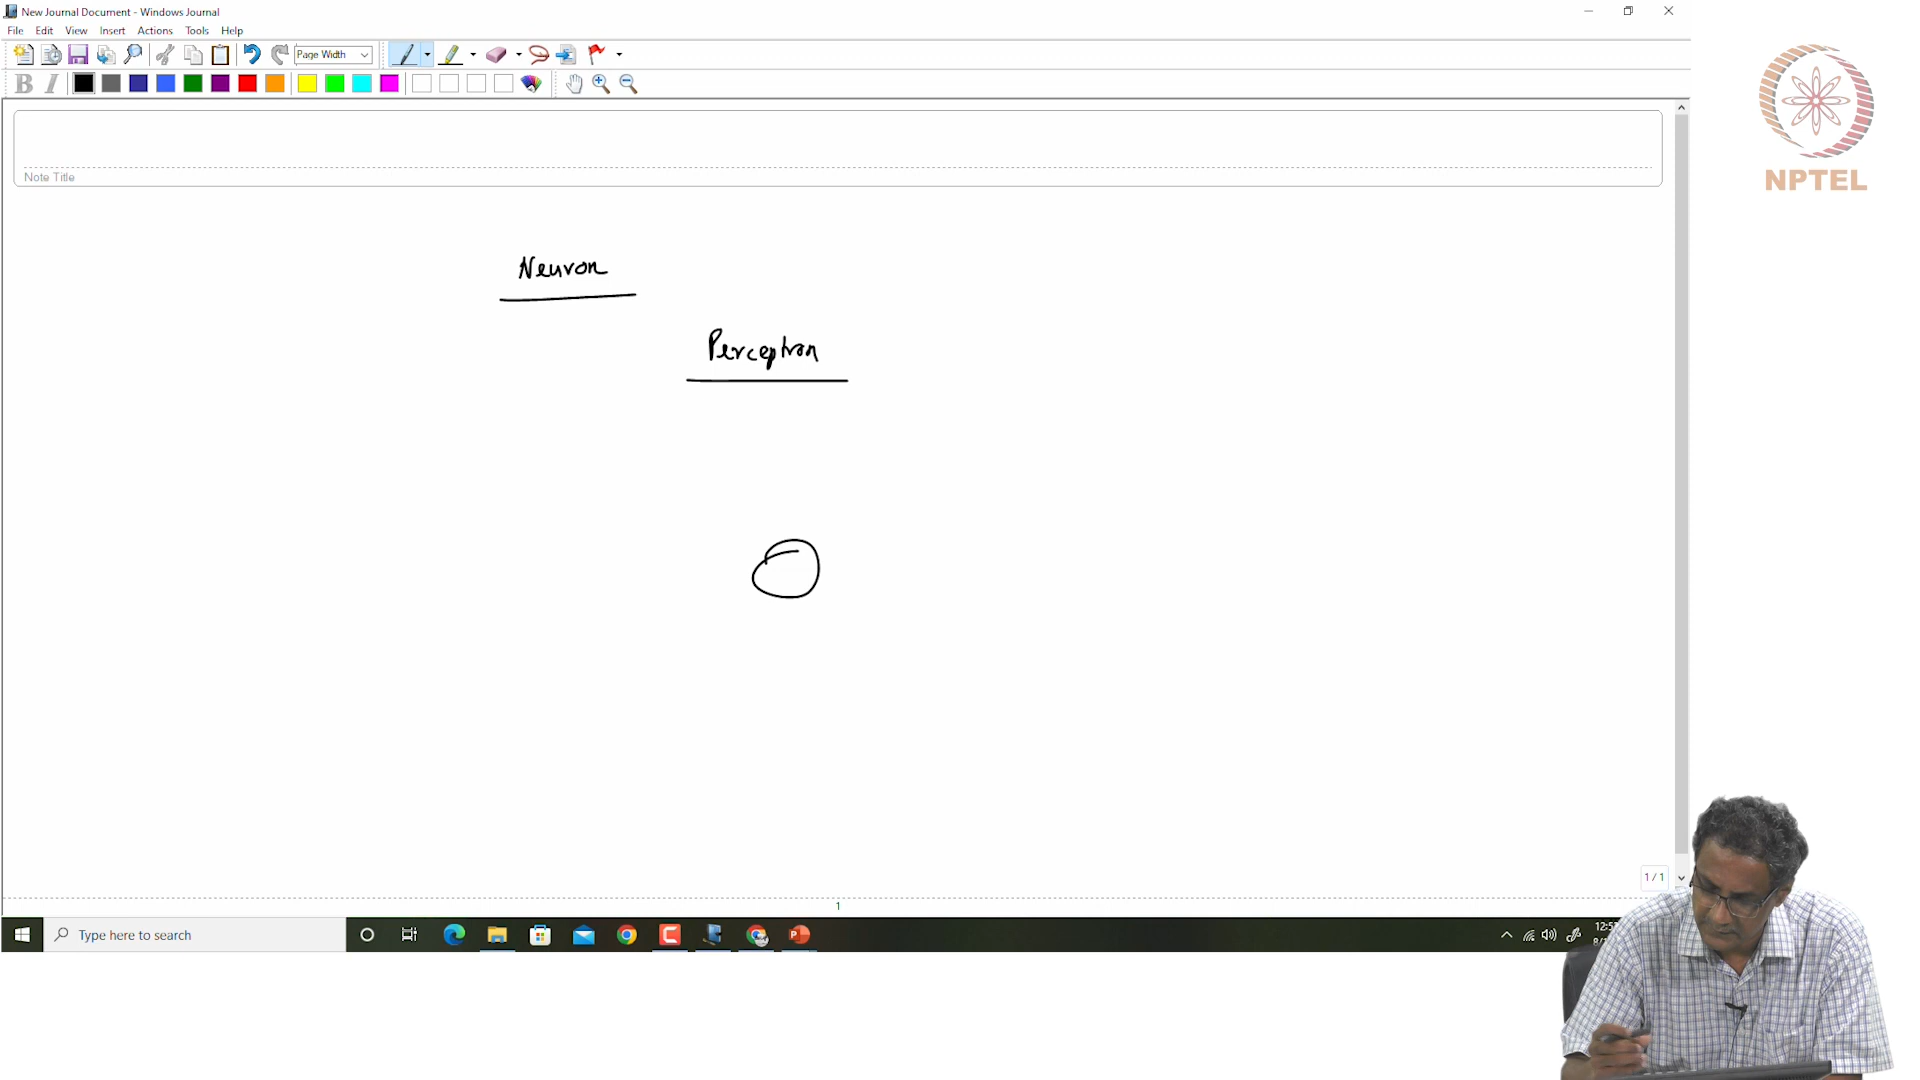 New Journal Document - Windows Journal
File Edit View Insert Actions Tools Help
Page Width
B I
NPTEL
Note Title
Neuron
Perceptron
1 / 1
1
Type here to search